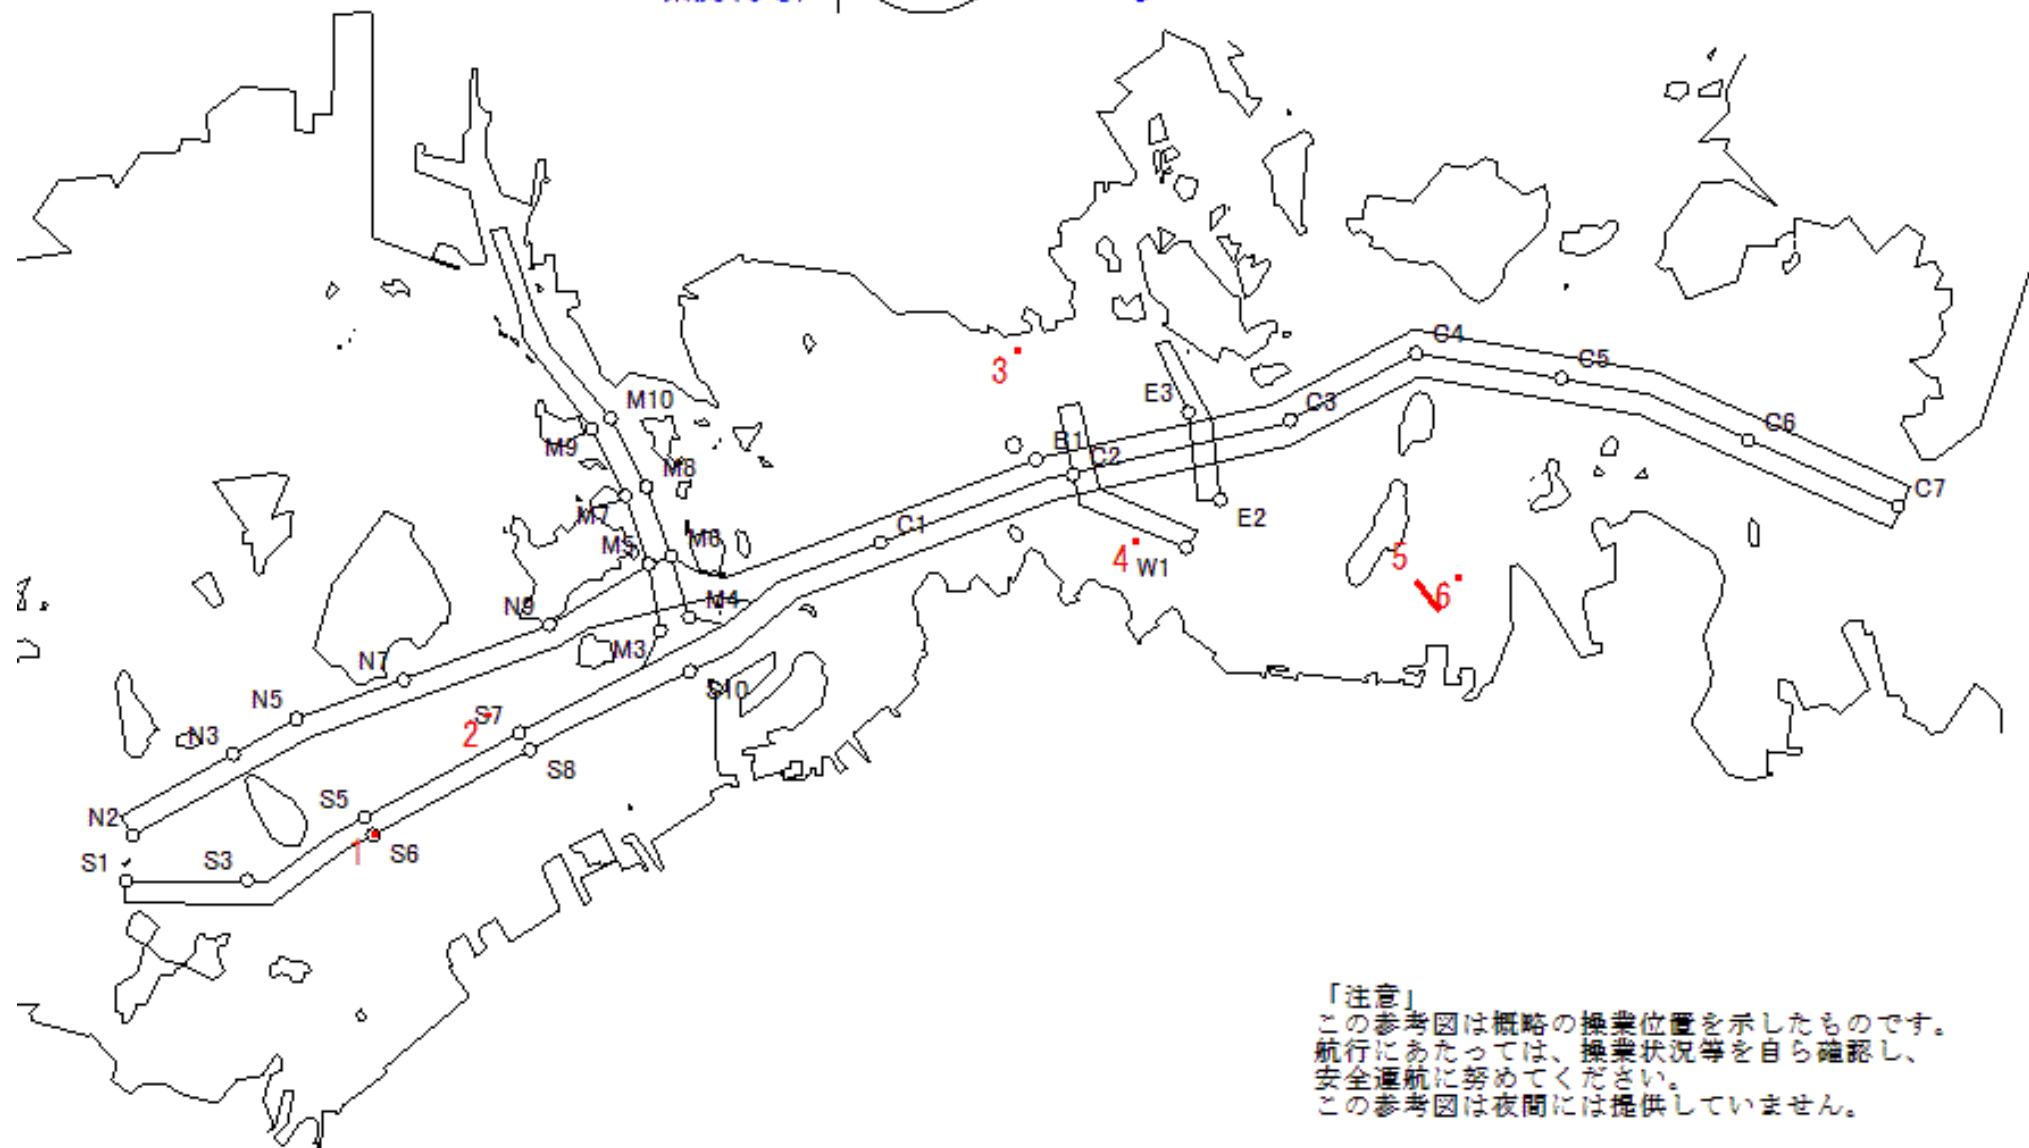 C4
C5
3
E3
M10
C3
C6
M9
B1
C2
M8
C7
M7
E2
C1
M6
M5
4
W1
5
6
N9
M4
M3
N7
S10
N5
S7
2
N3
S8
S5
N2
1
S6
S1
S3
「注意」
この参考図は概略の操業位置を示したものです。
航行にあたっては、操業状況等を自ら確認し、
安全運航に努めてください。
この参考図は夜間には提供していません。